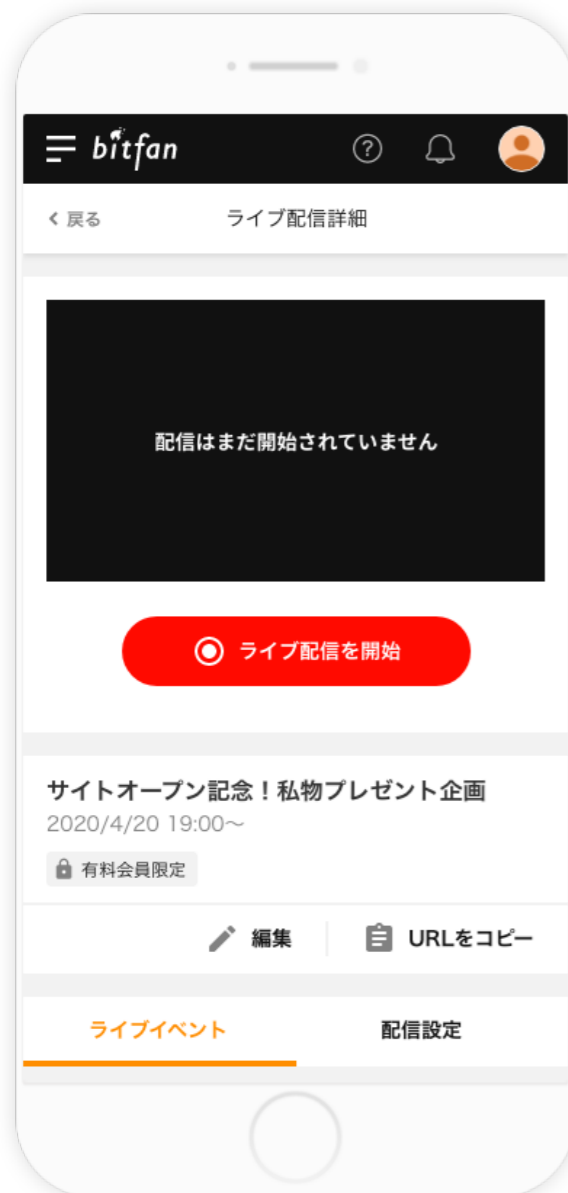 bitfan
戻る
ライブ配信詳細
配信はまだ開始されていません
ライブ配信を開始
サイトオープン記念！私物プレゼント企画
2020/4/20 19:00〜
有料会員限定
編集
URLをコピー
ライブイベント
配信設定